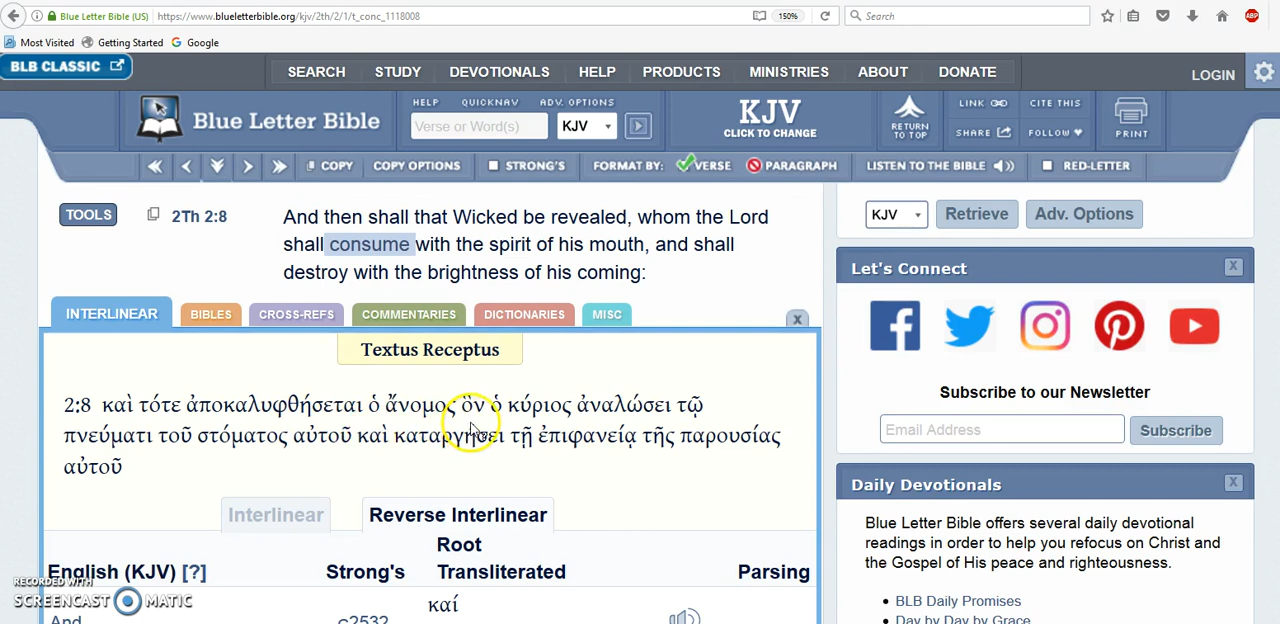 Blue Letter Bible (US)
https://www.blueletterbible.org/kjv/2th/2/1/t_conc_1118008
150%
Search
ABP
Most Visited
Getting Started
Google
BLB CLASSIC
SEARCH
STUDY
DEVOTIONALS
HELP
PRODUCTS
MINISTRIES
ABOUT
DONATE
LOGIN
Blue Letter Bible
HELP
QUICKNAV
ADV. OPTIONS
Verse or Word(s)
KJV
KJV
CLICK TO CHANGE
RETURN
TO TOP
LINK
CITE THIS
SHARE
FOLLOW
PRINT
COPY
COPY OPTIONS
STRONG'S
FORMAT BY:
VERSE
PARAGRAPH
LISTEN TO THE BIBLE
RED-LETTER
TOOLS
2Th 2:8
And then shall that Wicked be revealed, whom the Lord
shall consume with the spirit of his mouth, and shall
destroy with the brightness of his coming:
INTERLINEAR
BIBLES
CROSS-REFS
COMMENTARIES
DICTIONARIES
MISC
X
Textus Receptus
2:8 καὶ τότε ἀποκαλυφθήσεται ὁ ἄνομος ὃν ὁ κύριος ἀναλώσει τῷ
πνεύματι τοῦ στόματος αὐτοῦ καὶ καταργήσει τῇ ἐπιφανείᾳ τῆς παρουσίας
αὐτοῦ
Interlinear
Reverse Interlinear
English (KJV) [?]
Strong's
Root
Transliterated
Parsing
And
καί
RECORDED WITH
SCREENCAST
MATIC
KJV
Retrieve
Adv. Options
Let's Connect
X
Subscribe to our Newsletter
Email Address
Subscribe
Daily Devotionals
X
Blue Letter Bible offers several daily devotional
readings in order to help you refocus on Christ and
the Gospel of His peace and righteousness.
BLB Daily Promises
Day by Day by Grace